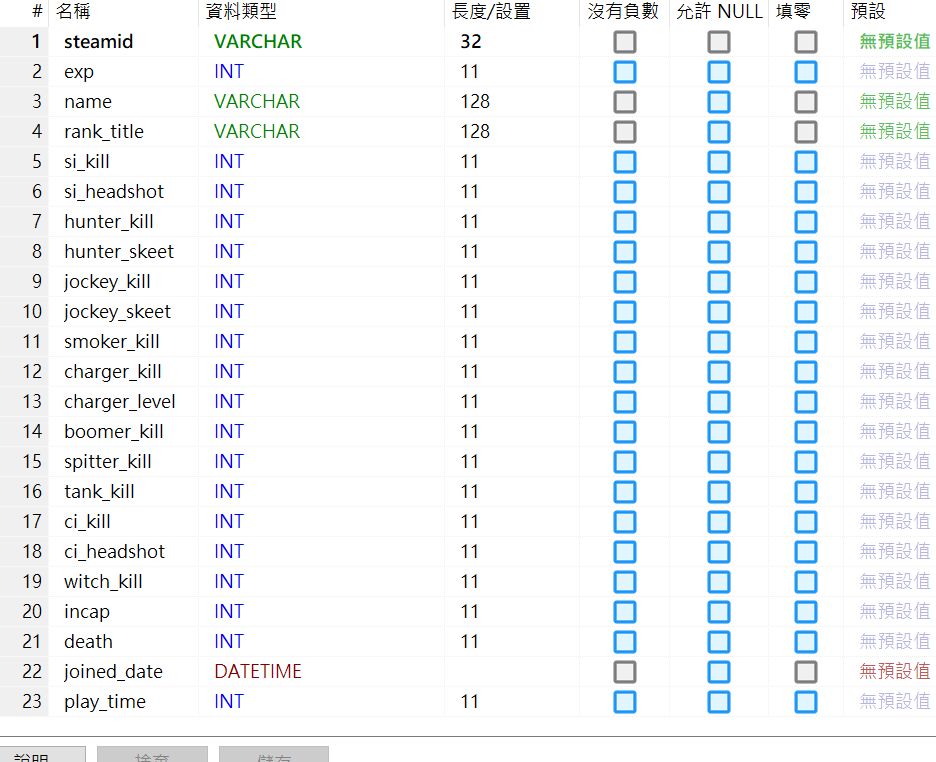 # 名稱 資料類型 長度/設置 沒有負數 允許 NULL 填零 預設
1 steamid VARCHAR 32 無預設值
2 exp INT 11 無預設值
3 name VARCHAR 128 無預設值
4 rank_title VARCHAR 128 無預設值
5 si_kill INT 11 無預設值
6 si_headshot INT 11 無預設值
7 hunter_kill INT 11 無預設值
8 hunter_skeet INT 11 無預設值
9 jockey_kill INT 11 無預設值
10 jockey_skeet INT 11 無預設值
11 smoker_kill INT 11 無預設值
12 charger_kill INT 11 無預設值
13 charger_level INT 11 無預設值
14 boomer_kill INT 11 無預設值
15 spitter_kill INT 11 無預設值
16 tank_kill INT 11 無預設值
17 ci_kill INT 11 無預設值
18 ci_headshot INT 11 無預設值
19 witch_kill INT 11 無預設值
20 incap INT 11 無預設值
21 death INT 11 無預設值
22 joined_date DATETIME 無預設值
23 play_time INT 11 無預設值
說明 捨棄 儲存